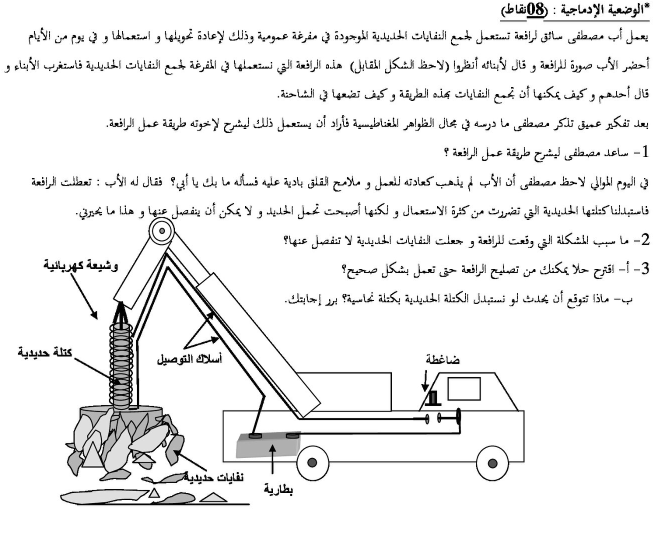 *الوضعية الإدماجية : (08نقاط)
يعمل أب مصطفى سائق لرافعة تستعمل لجمع النفايات الحديدية الموجودة في مفرغة عمومية وذلك لإعادة تحويلها و استعمالها و في يوم من الأيام
أحضر الأب صورة للرافعة و قال لأبنائه أنظروا (لاحظ الشكل المقابل) هذه الرافعة التي نستعملها في المفرغة لجمع النفايات الحديدية فاستغرب الأبناء و
قال أحدهم و كيف يمكنها أن تجمع النفايات بهذه الطريقة و كيف تضعها في الشاحنة.
بعد تفكير عميق تذكر مصطفى ما درسه في مجال الظواهر المغناطيسية فأراد أن يستعمل ذلك ليشرح لإخوته طريقة عمل الرافعة.
1- ساعد مصطفى ليشرح طريقة عمل الرافعة ؟
في اليوم الموالي لاحظ مصطفى أن الأب لم يذهب كعادته للعمل و ملامح القلق بادية عليه فسأله ما بك يا أبي؟ فقال له الأب : تعطلت الرافعة
فاستبدلنا كتلتها الحديدية التي تضررت من كثرة الاستعمال و لكنها أصبحت تحمل الحديد و لا يمكن أن ينفصل عنها و هذا ما يحيرني.
2- ما سبب المشكلة التي وقعت للرافعة و جعلت النفايات الحديدية لا تنفصل عنها؟
3- أ- اقترح حلا يمكنك من تصليح الرافعة حتى تعمل بشكل صحيح؟
ب- ماذا تتوقع أن يحدث لو نستبدل الكتلة الحديدية بكتلة نحاسية؟ برر إجابتك.
وشيعة كهربائية
كتلة حديدية
أسلاك التوصيل
ضاغطة
نفايات حديدية
بطارية